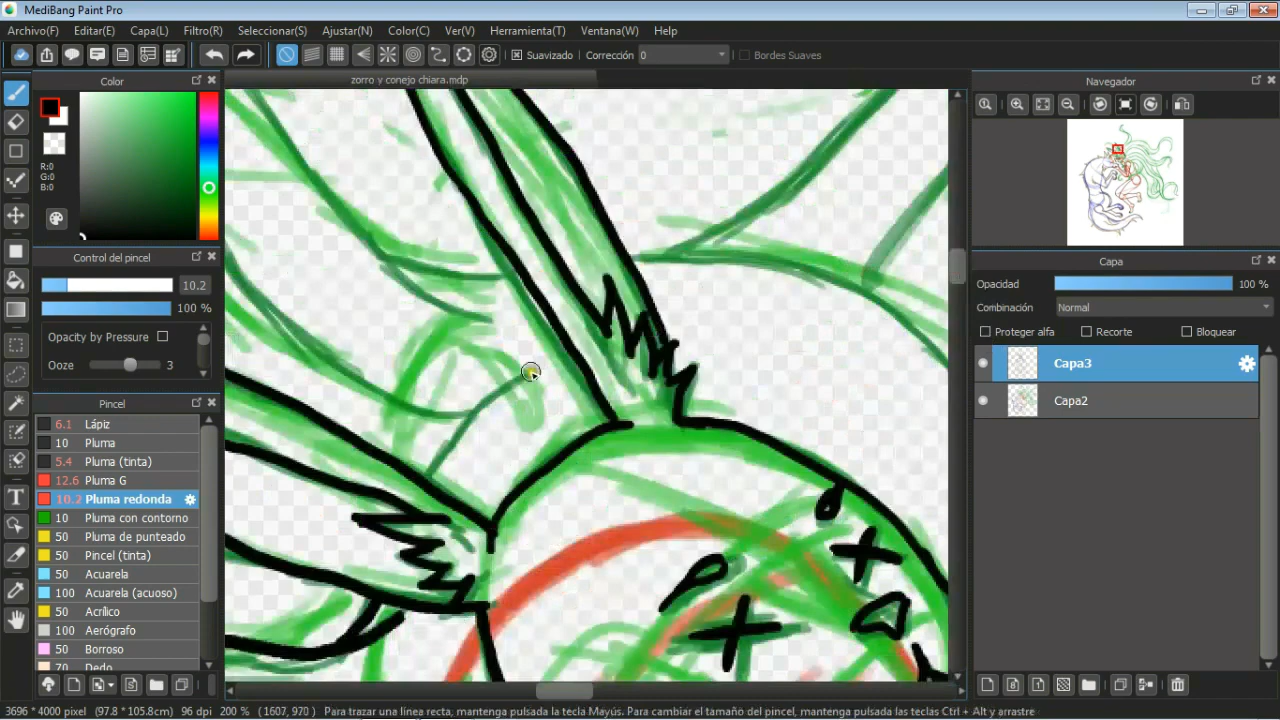 MediBang Paint Pro
Archivo(F) Editar(E) Capa(L) Filtro(R) Seleccionar(S) Ajustar(N) Color(C) Ver(V) Herramienta(T) Ventana(W) Help
Suavizado Corrección 0 Bordes Suaves
Color
zorro y conejo chiara.mdp
Navegador
R:0
G:0
B:0
Control del pincel
10.2
100 %
Opacity by Pressure
Ooze 3
Capa
Opacidad 100 %
Combinación Normal
Proteger alfa Recorte Bloquear
Capa3
Capa2
Pincel
6.1 Lápiz
10 Pluma
5.4 Pluma (tinta)
12.6 Pluma G
10.2 Pluma redonda
10 Pluma con contorno
50 Pluma de punteado
50 Pincel (tinta)
50 Acuarela
100 Acuarela (acuoso)
50 Acrílico
100 Aerógrafo
50 Borroso
70 Dedo
3696 * 4000 pixel (97.8 * 105.8cm) 96 dpi 200 % ( 1607, 970 ) Para trazar una línea recta, mantenga pulsada la tecla Mayús. Para cambiar el tamaño del pincel, mantenga pulsadas las teclas Ctrl + Alt y arrastre